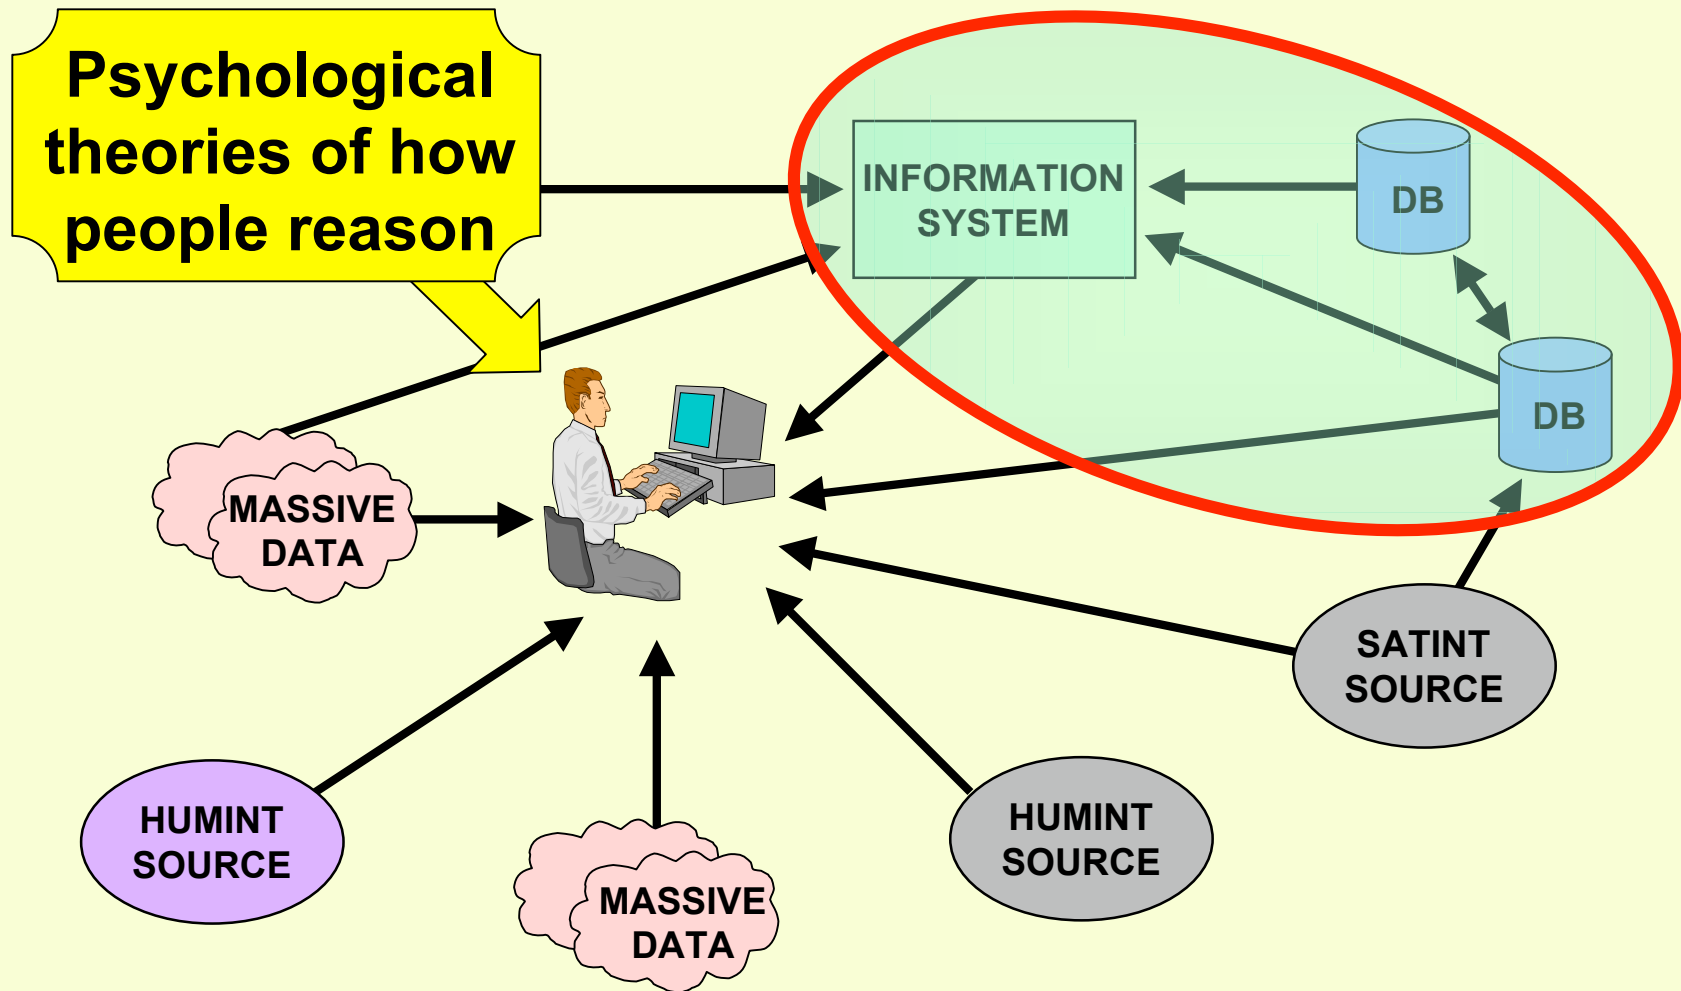 Psychological
theories of how
people reason
INFORMATION
SYSTEM
DB
DB
MASSIVE
DATA
SATINT
SOURCE
HUMINT
SOURCE
HUMINT
SOURCE
MASSIVE
DATA